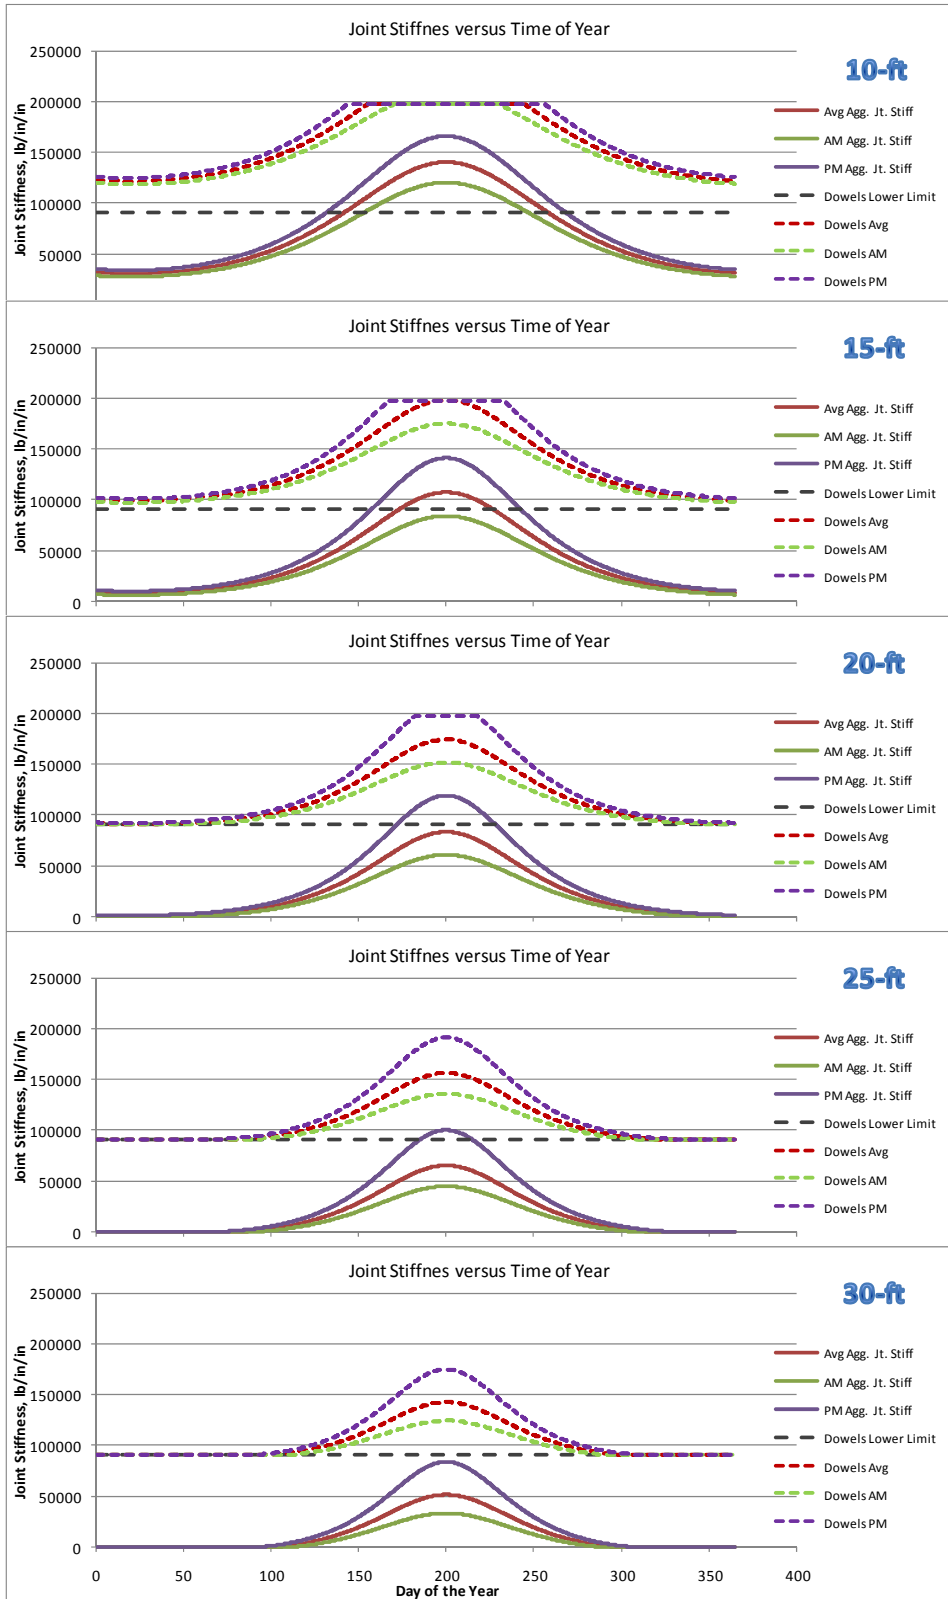 Joint Stiffnes versus Time of Year
10-ft
250000
200000
150000
100000
50000
Joint Stiffness, lb/in/in
Avg Agg. Jt. Stiff
AM Agg. Jt. Stiff
PM Agg. Jt. Stiff
Dowels Lower Limit
Dowels Avg
Dowels AM
Dowels PM
Joint Stiffnes versus Time of Year
15-ft
250000
200000
150000
100000
50000
0
Joint Stiffness, lb/in/in
Avg Agg. Jt. Stiff
AM Agg. Jt. Stiff
PM Agg. Jt. Stiff
Dowels Lower Limit
Dowels Avg
Dowels AM
Dowels PM
Joint Stiffnes versus Time of Year
20-ft
250000
200000
150000
100000
50000
0
Joint Stiffness, lb/in/in
Avg Agg. Jt. Stiff
AM Agg. Jt. Stiff
PM Agg. Jt. Stiff
Dowels Lower Limit
Dowels Avg
Dowels AM
Dowels PM
Joint Stiffnes versus Time of Year
25-ft
250000
200000
150000
100000
50000
0
Joint Stiffness, lb/in/in
Avg Agg. Jt. Stiff
AM Agg. Jt. Stiff
PM Agg. Jt. Stiff
Dowels Lower Limit
Dowels Avg
Dowels AM
Dowels PM
Joint Stiffnes versus Time of Year
30-ft
250000
200000
150000
100000
50000
0
Joint Stiffness, lb/in/in
Avg Agg. Jt. Stiff
AM Agg. Jt. Stiff
PM Agg. Jt. Stiff
Dowels Lower Limit
Dowels Avg
Dowels AM
Dowels PM
0 50 100 150 200 250 300 350 400
Day of the Year